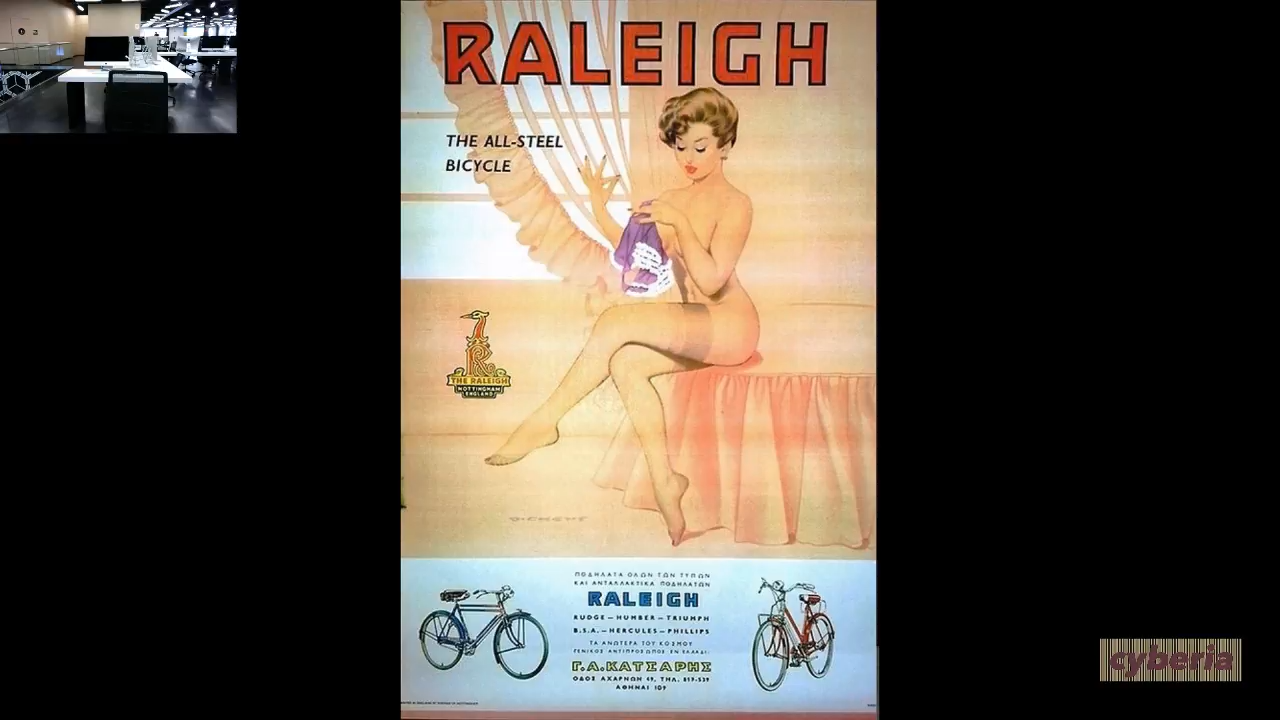 RALEIGH
THE ALL-STEEL
BICYCLE
R
THE RALEIGH
NOTTINGHAM
ENGLAND
ΠΟΔΗΛΑΤΑ ΟΛΩΝ ΤΩΝ ΤΥΠΩΝ
ΚΑΙ ΑΝΤΑΛΛΑΚΤΙΚΑ ΠΟΔΗΛΑΤΩΝ
RALEIGH
RUDGE — HUMBER — TRIUMPH
B.S.A. — HERCULES — PHILLIPS
ΤΑ ΑΝΩΤΕΡΑ ΤΟΥ ΚΟΣΜΟΥ
ΓΕΝΙΚΟΣ ΑΝΤΙΠΡΟΣΩΠΟΣ ΕΝ ΕΛΛΑΔΙ:
Γ.Α.ΚΑΤΣΑΡΗΣ
ΟΔΟΣ ΑΧΑΡΝΩΝ 49, ΤΗΛ. 819-539
ΑΘΗΝΑΙ 109
cyberia